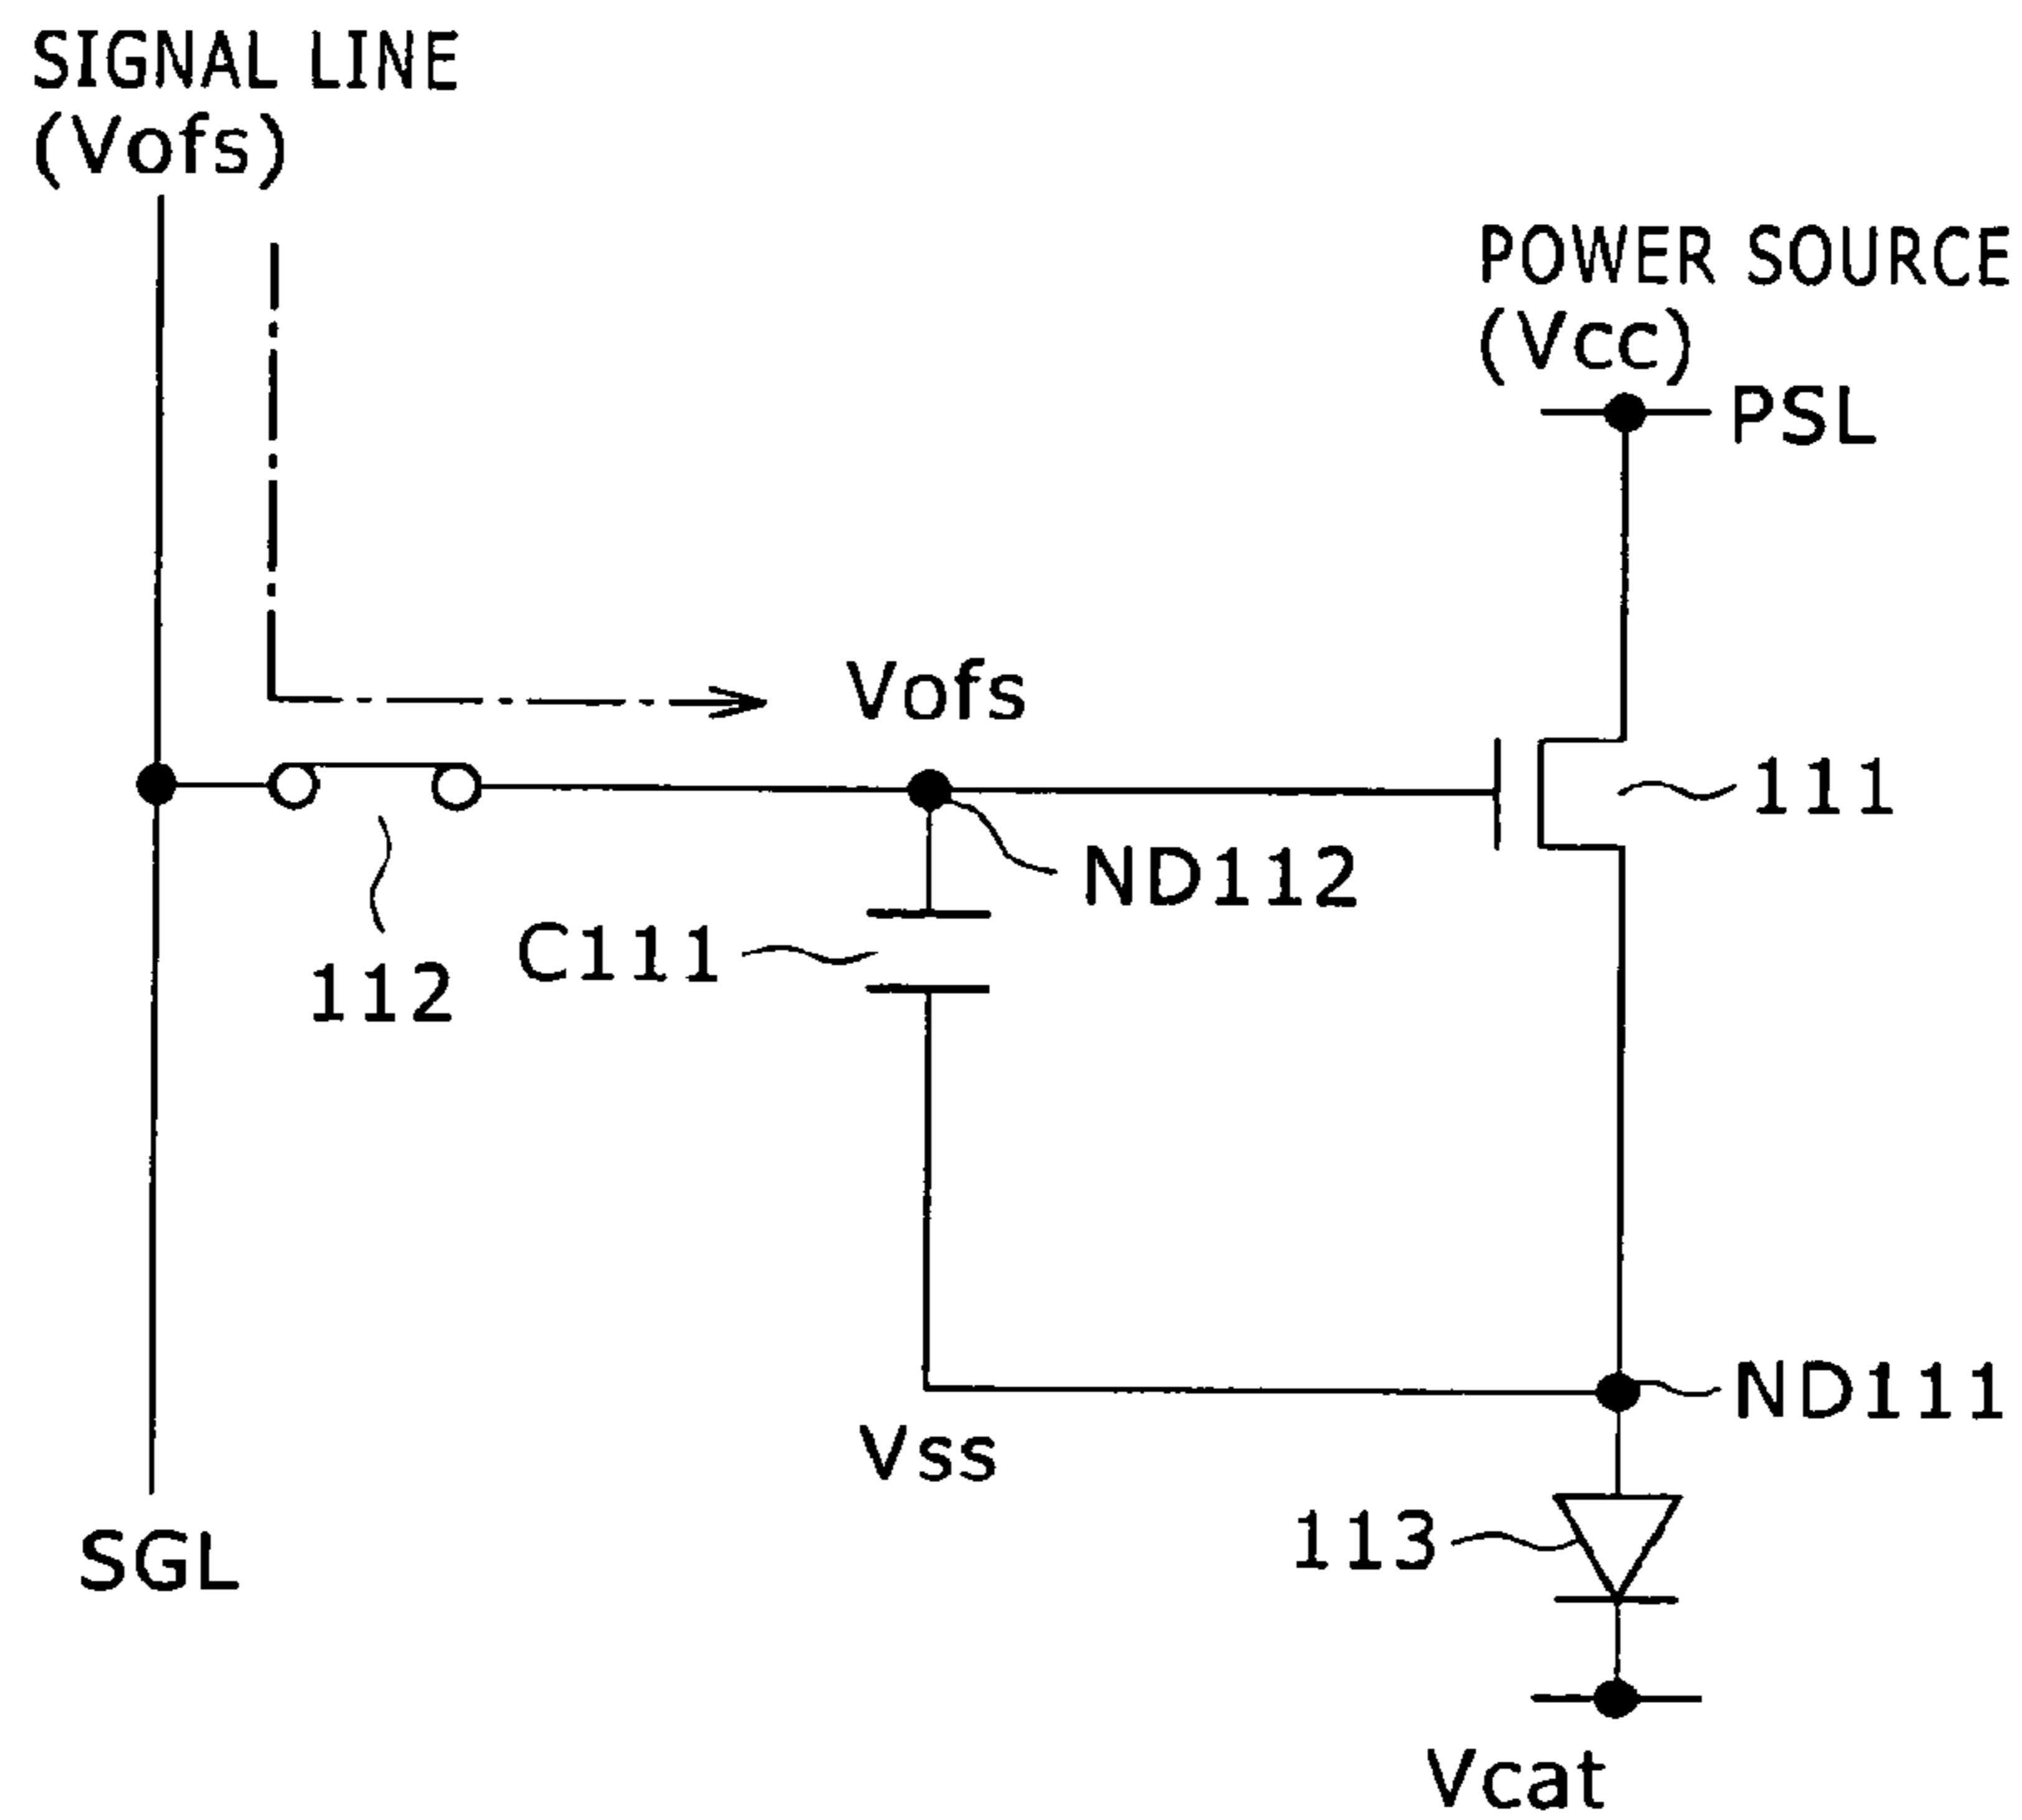 SIGNAL LINE
(Vofs)
POWER SOURCE
(Vcc)
PSL
Vofs
111
ND112
C111
112
ND111
Vss
113
SGL
Vcat